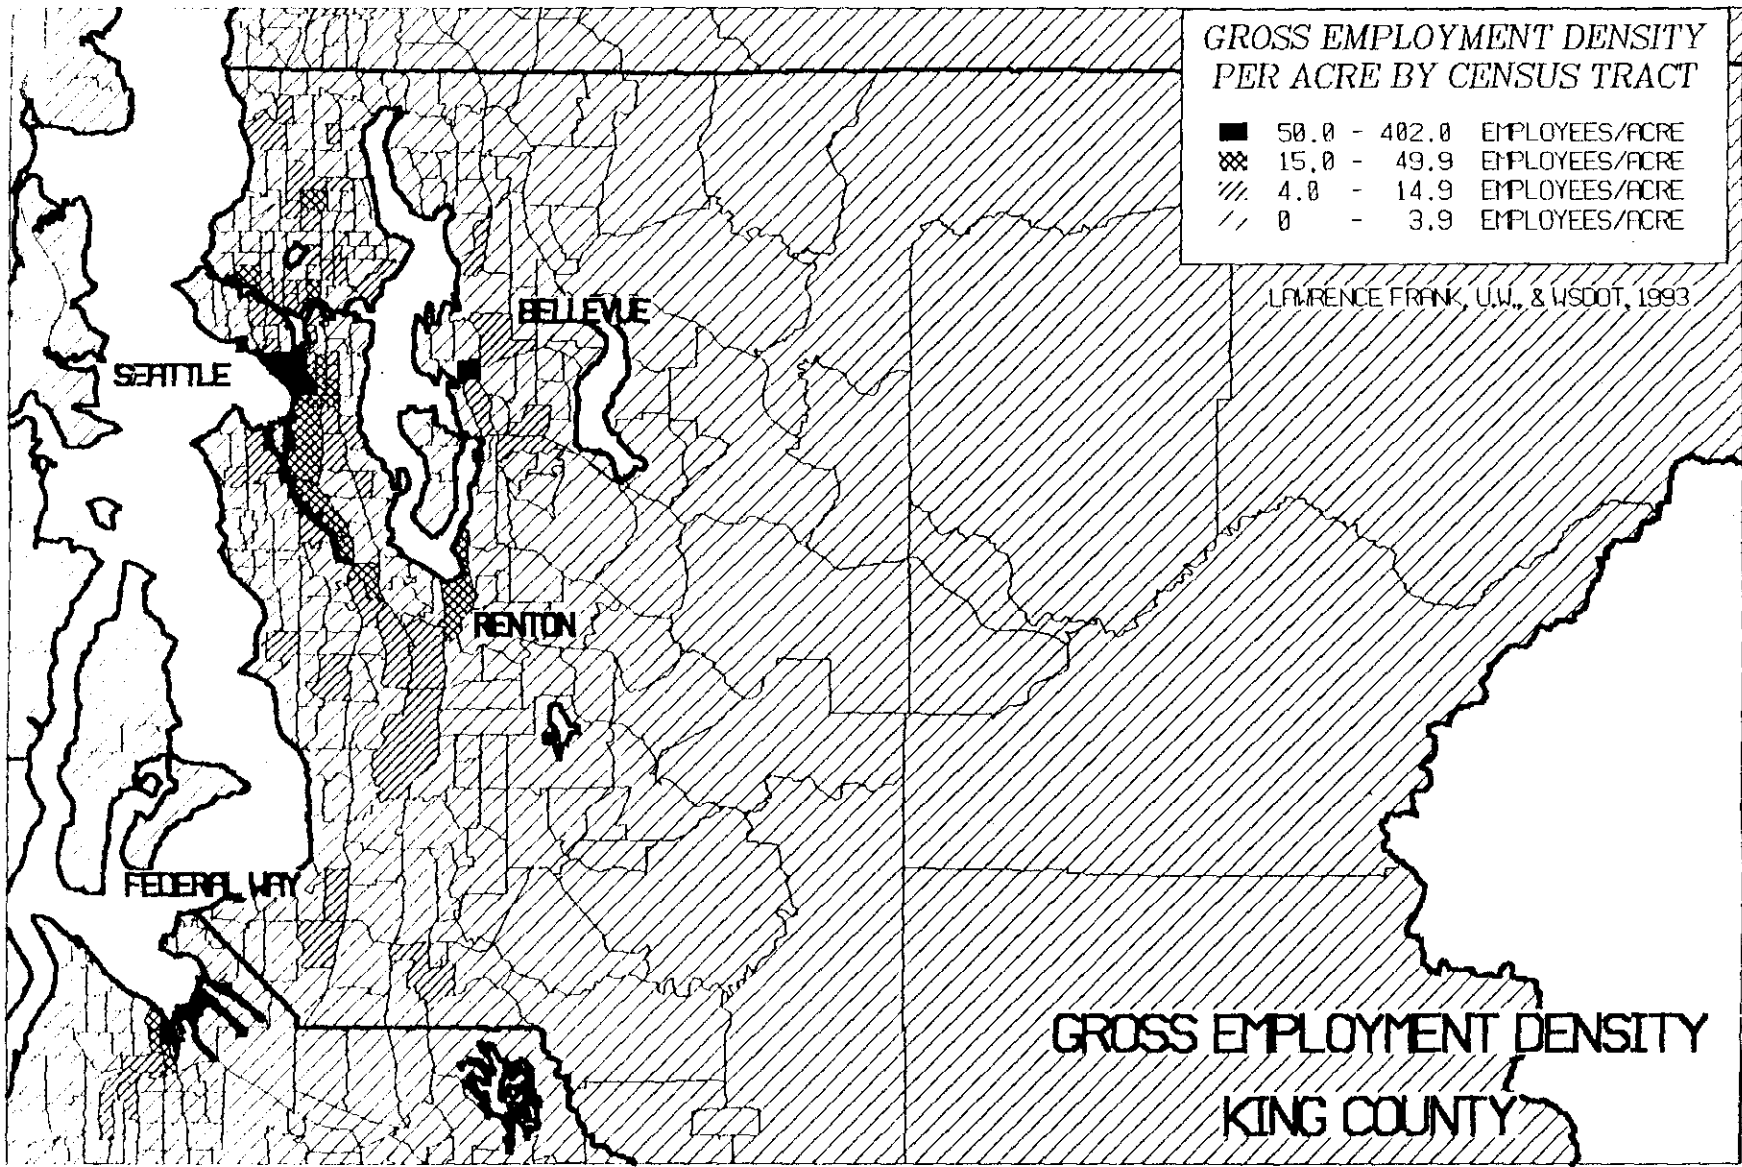 GROSS EMPLOYMENT DENSITY
PER ACRE BY CENSUS TRACT
50.0 - 402.0 EMPLOYEES/ACRE
15.0 - 49.9 EMPLOYEES/ACRE
4.0 - 14.9 EMPLOYEES/ACRE
0 - 3.9 EMPLOYEES/ACRE
LAWRENCE FRANK, U.W., & WSDOT, 1993
BELLEVUE
SEATTLE
RENTON
FEDERAL WAY
GROSS EMPLOYMENT DENSITY
KING COUNTY